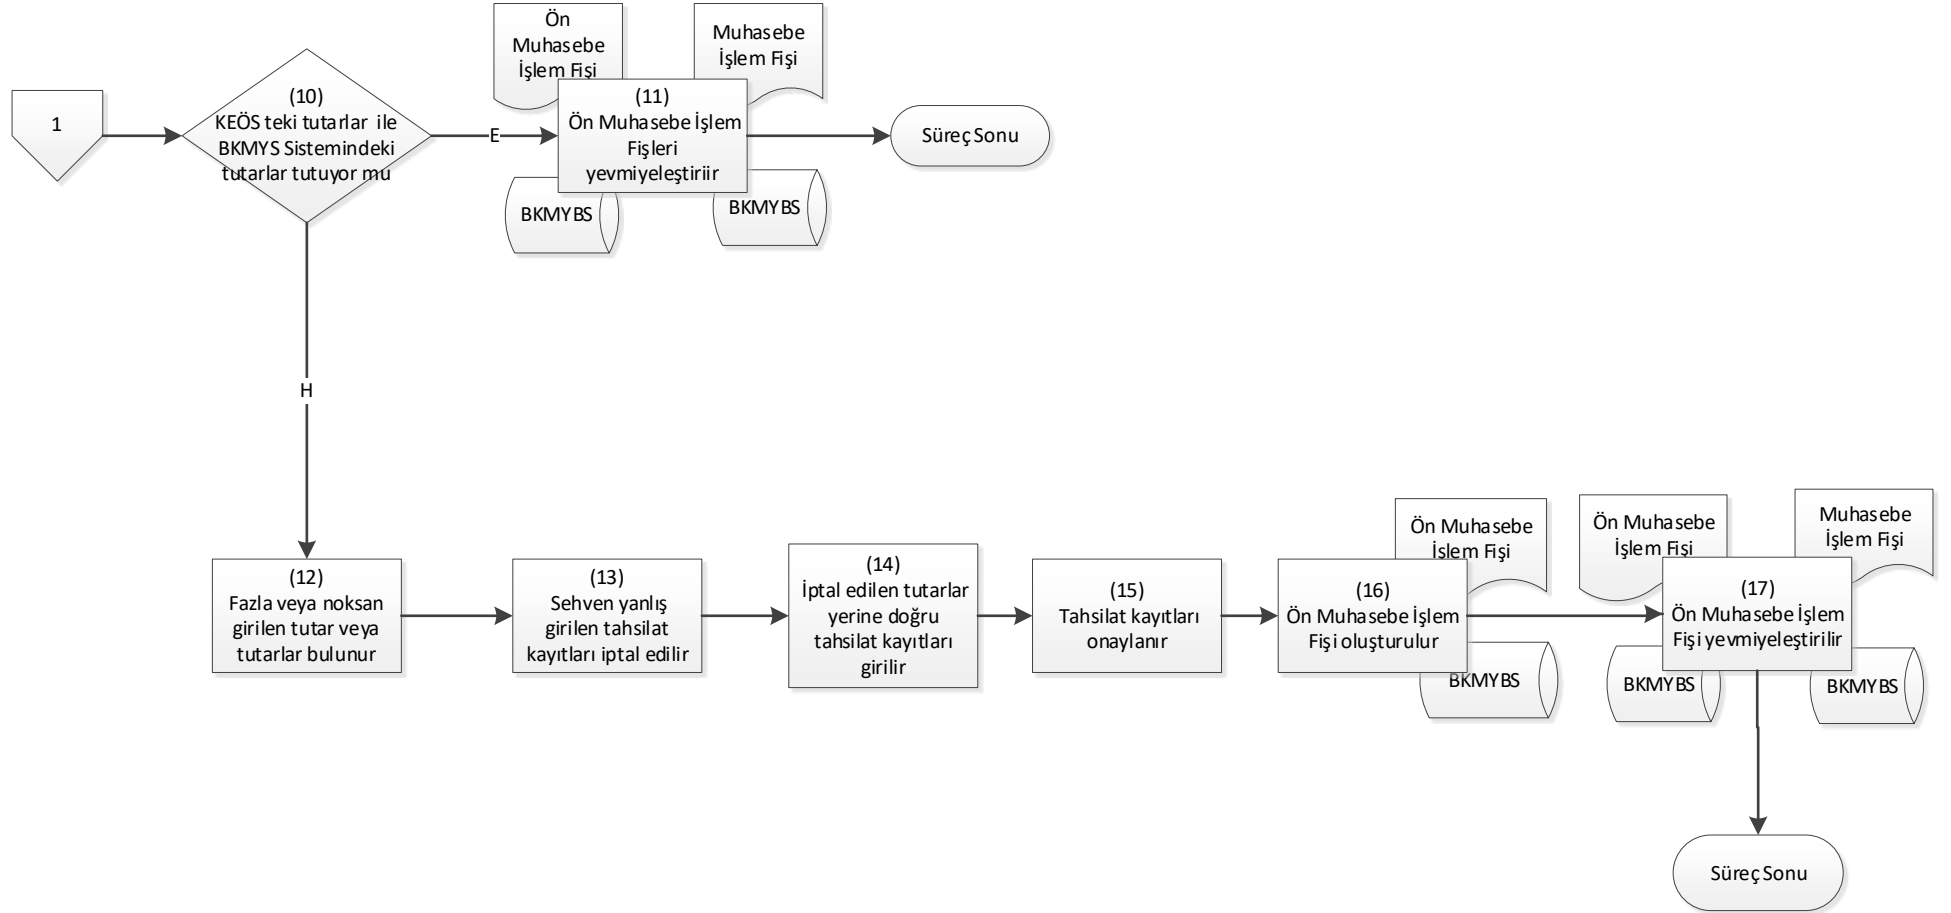 1
(10)
KEÖS teki tutarlar ile
BKMYS Sistemindeki
tutarlar tutuyor mu
E
Ön
Muhasebe
İşlem Fişi
Muhasebe
İşlem Fişi
(11)
Ön Muhasebe İşlem
Fişleri
yevmiyeleştiriir
BKMYBS
BKMYBS
Süreç Sonu
H
(12)
Fazla veya noksan
girilen tutar veya
tutarlar bulunur
(13)
Sehven yanlış
girilen tahsilat
kayıtları iptal edilir
(14)
İptal edilen tutarlar
yerine doğru
tahsilat kayıtları
girilir
(15)
Tahsilat kayıtları
onaylanır
Ön Muhasebe
İşlem Fişi
(16)
Ön Muhasebe İşlem
Fişi oluşturulur
BKMYBS
Ön Muhasebe
İşlem Fişi
Muhasebe
İşlem Fişi
(17)
Ön Muhasebe İşlem
Fişi yevmiyeleştirilir
BKMYBS
BKMYBS
Süreç Sonu